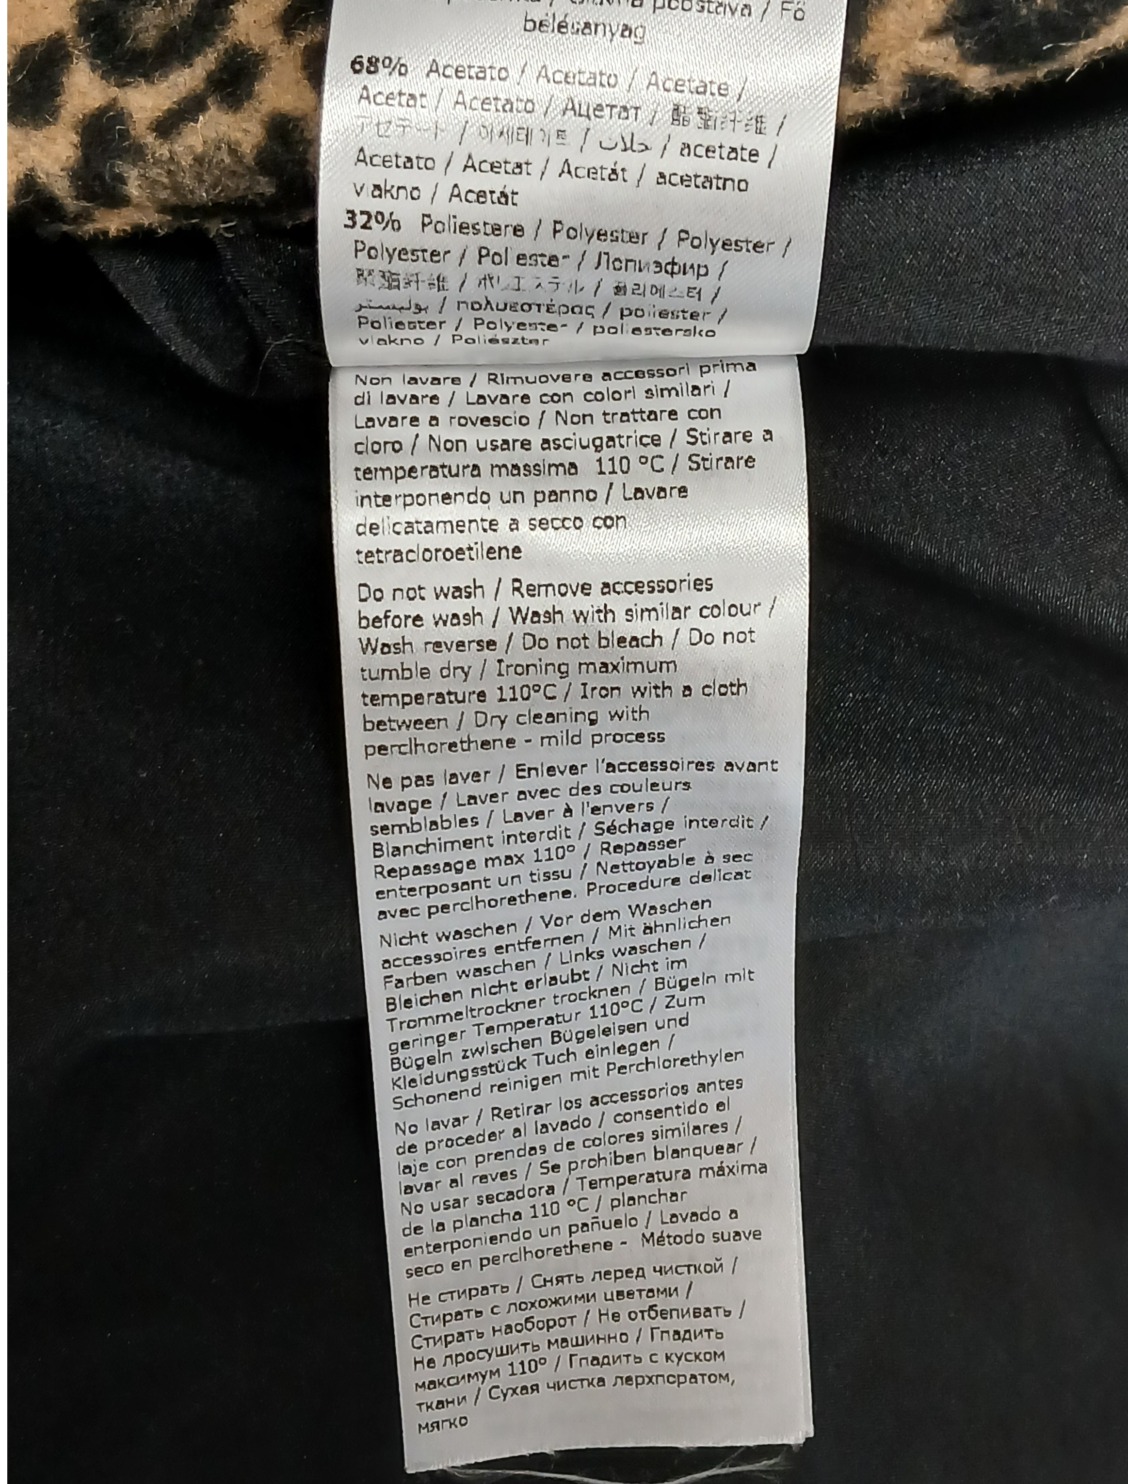 podstava / Fö
bélésanyag
68% Acetato / Acetato / Acetate /
Acetat / Acetato / Ацетат / 酯酯纤维 /
アセテート / 아세테이트 / خلات / acetate /
Acetato / Acetat / Acetát / acetatno
vlakno / Acetát
32% Poliestere / Polyester / Polyester /
Polyester / Poliester / Полиэфир /
聚酯纤维 / ポリエステル / 폴리에스터 /
بوليستر / πολυεστέρας / poliester /
Poliester / Polyester / poliestersko
vlakno / Poliészter
Non lavare / Rimuovere accessori prima
di lavare / Lavare con colori similari /
Lavare a rovescio / Non trattare con
cloro / Non usare asciugatrice / Stirare a
temperatura massima 110 °C / Stirare
interponendo un panno / Lavare
delicatamente a secco con
tetracloroetilene
Do not wash / Remove accessories
before wash / Wash with similar colour /
Wash reverse / Do not bleach / Do not
tumble dry / Ironing maximum
temperature 110°C / Iron with a cloth
between / Dry cleaning with
perclhorethene - mild process
Ne pas laver / Enlever l'accessoires avant
lavage / Laver avec des couleurs
semblables / Laver à l'envers /
Blanchiment interdit / Séchage interdit /
Repassage max 110° / Repasser
enterposant un tissu / Nettoyable à sec
avec perclhorethene. Procedure delicat
Nicht waschen / Vor dem Waschen
accessoires entfernen / Mit ähnlichen
Farben waschen / Links waschen /
Bleichen nicht erlaubt / Nicht im
Trommeltrockner trocknen / Bügeln mit
geringer Temperatur 110°C / Zum
Bügeln zwischen Bügeleisen und
Kleidungsstück Tuch einlegen /
Schonend reinigen mit Perchlorethylen
No lavar / Retirar los accessorios antes
de proceder al lavado / consentido el
laje con prendas de colores similares /
lavar al reves / Se prohiben blanquear /
No usar secadora / Temperatura máxima
de la plancha 110 °C / planchar
enterponiendo un pañuelo / Lavado a
seco en perclhorethene - Método suave
Не стирать / Снять перед чисткой /
Стирать с похожими цветами /
Стирать наоборот / Не отбеливать /
Не просушить машинно / Гладить
максимум 110° / Гладить с куском
ткани / Сухая чистка перхлоратом,
мягко